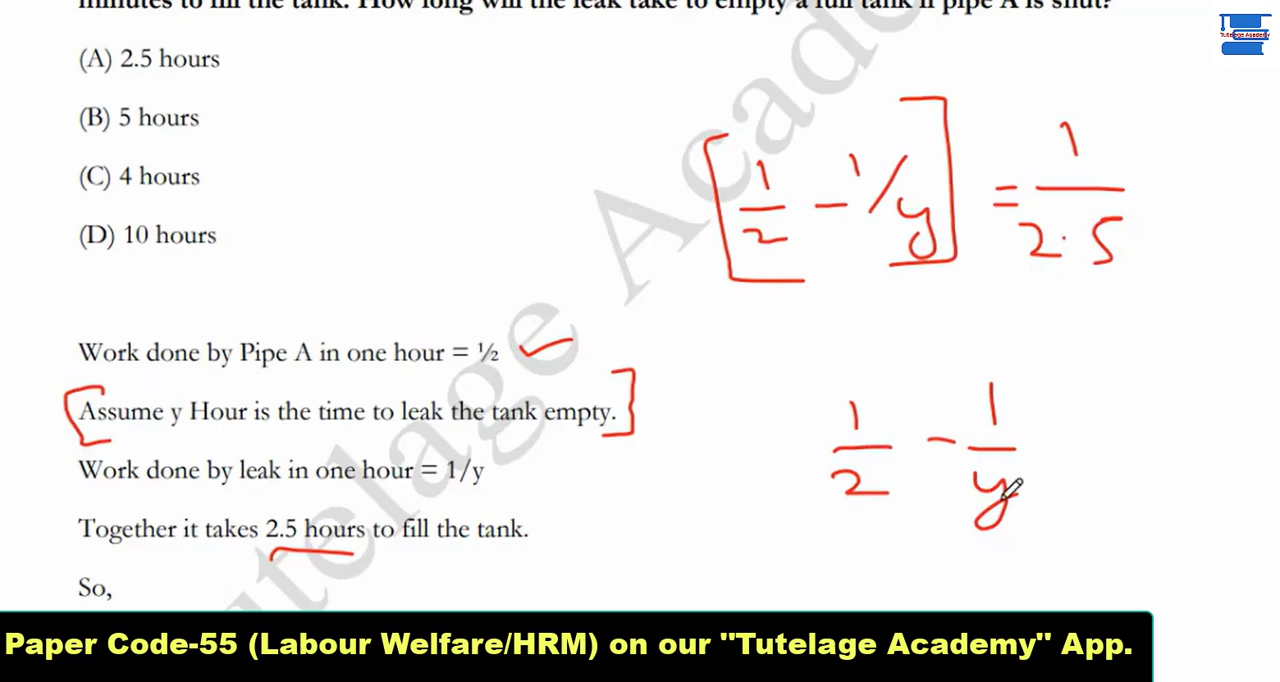 minutes to fill the tank. How long will the leak take to empty a full tank if pipe A is shut?
Tutelage Academy
(A) 2.5 hours
(B) 5 hours
(C) 4 hours
(D) 10 hours
[1/2 - 1/y] = 1/2.5
Work done by Pipe A in one hour = ½
[Assume y Hour is the time to leak the tank empty.]
Work done by leak in one hour = 1/y
Together it takes 2.5 hours to fill the tank.
1/2 - 1/y
So,
utelage Acade
Paper Code-55 (Labour Welfare/HRM) on our "Tutelage Academy" App.